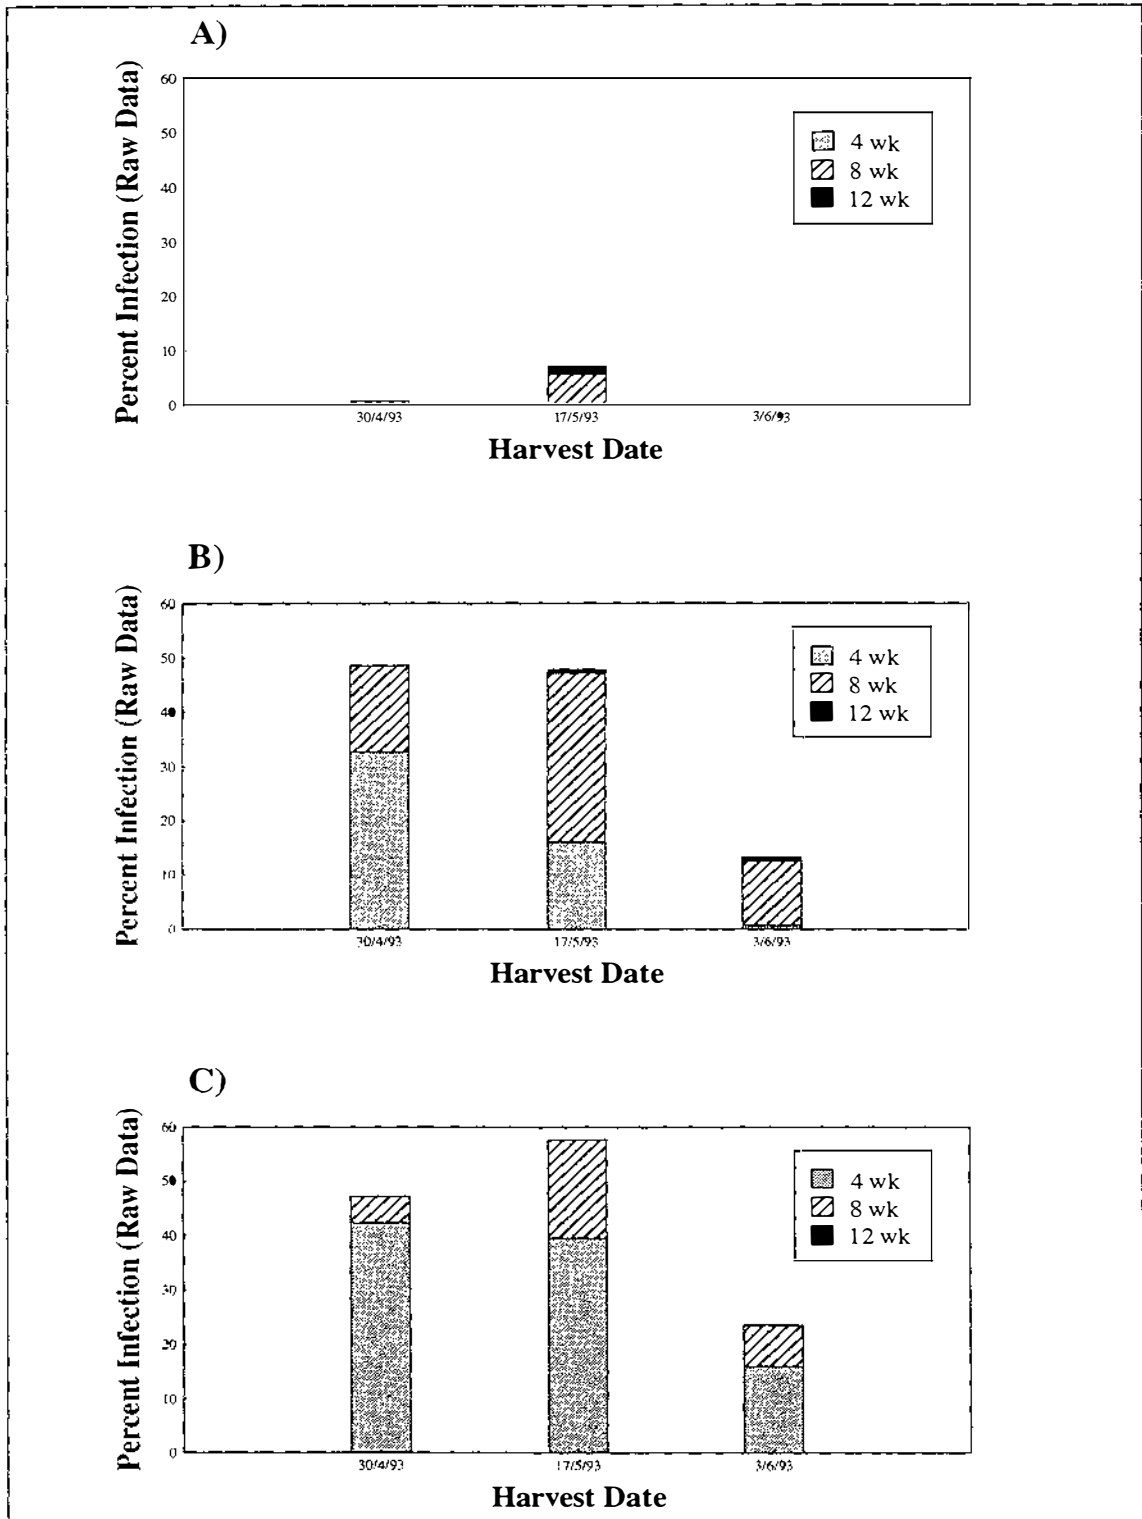 A)
Percent Infection (Raw Data)
60
50
40
30
20
10
0
4 wk
8 wk
12 wk
30/4/93
17/5/93
3/6/93
Harvest Date
B)
Percent Infection (Raw Data)
60
50
40
30
20
10
0
4 wk
8 wk
12 wk
30/4/93
17/5/93
3/6/93
Harvest Date
C)
Percent Infection (Raw Data)
60
50
40
30
20
10
0
4 wk
8 wk
12 wk
30/4/93
17/5/93
3/6/93
Harvest Date